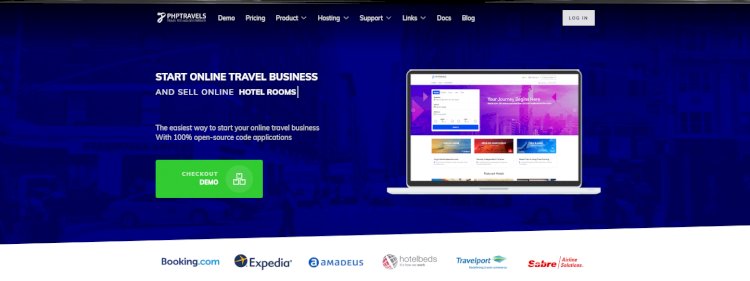 PHPTRAVELS
Demo
Pricing
Product
Hosting
Support
Links
Docs
Blog
LOG IN
START ONLINE TRAVEL BUSINESS
AND SELL ONLINE HOTEL ROOMS
The easiest way to start your online travel business
With 100% open-source code applications
CHECKOUT
DEMO
Your Journey Begins Here
Booking.com
Expedia
amadeus
hotelbeds
Travelport
Sabre Airline
Solutions.